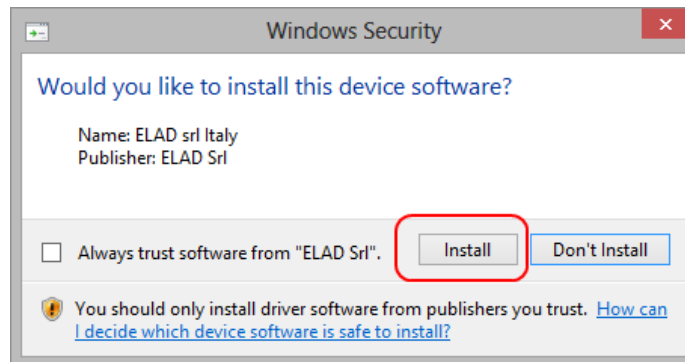 Windows Security
Would you like to install this device software?
Name: ELAD srl Italy
Publisher: ELAD Srl
Always trust software from "ELAD Srl".
Install
Don't Install
You should only install driver software from publishers you trust. How can
I decide which device software is safe to install?